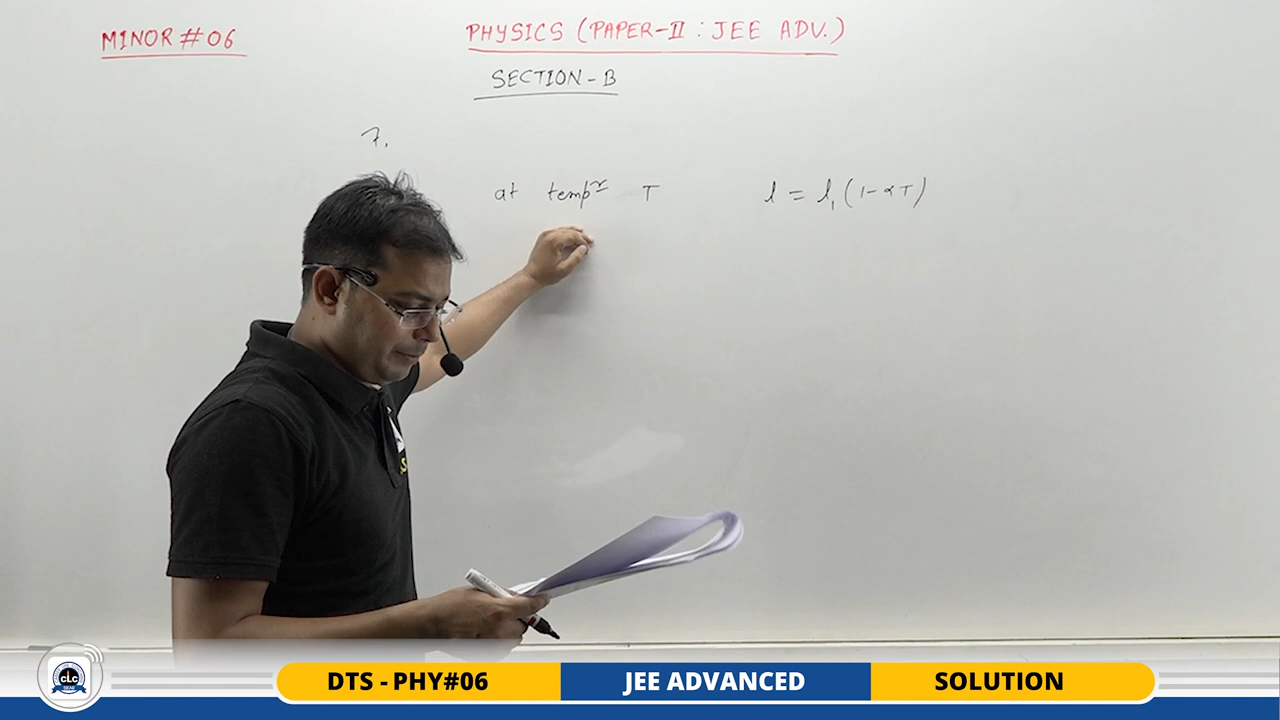 MINOR # 06
PHYSICS (PAPER-II : JEE ADV.)
SECTION-B
7.
at tempr T l = l₁ (1-αT)
CLC
DTS - PHY#06
JEE ADVANCED
SOLUTION